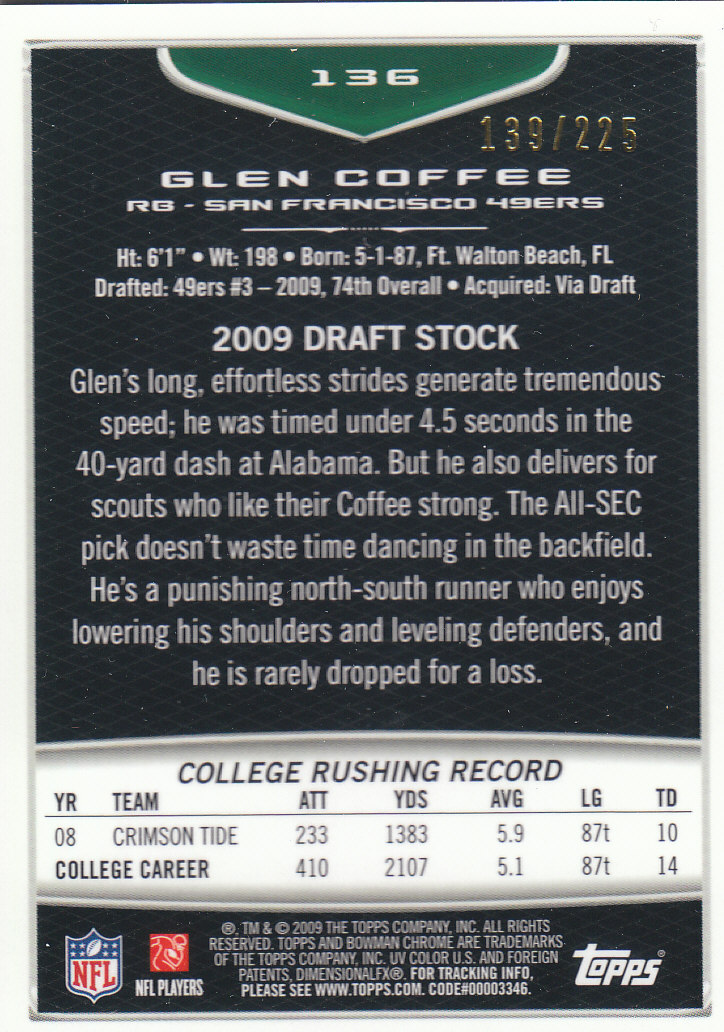 136
139/225
GLEN COFFEE
RB - SAN FRANCISCO 49ERS
Ht: 6'1" • Wt: 198 • Born: 5-1-87, Ft. Walton Beach, FL
Drafted: 49ers #3 – 2009, 74th Overall • Acquired: Via Draft
2009 DRAFT STOCK
Glen's long, effortless strides generate tremendous
speed; he was timed under 4.5 seconds in the
40-yard dash at Alabama. But he also delivers for
scouts who like their Coffee strong. The All-SEC
pick doesn't waste time dancing in the backfield.
He's a punishing north-south runner who enjoys
lowering his shoulders and leveling defenders, and
he is rarely dropped for a loss.
COLLEGE RUSHING RECORD
YR TEAM ATT YDS AVG LG TD
08 CRIMSON TIDE 233 1383 5.9 87t 10
COLLEGE CAREER 410 2107 5.1 87t 14
®, TM & © 2009 THE TOPPS COMPANY, INC. ALL RIGHTS
RESERVED. TOPPS AND BOWMAN CHROME ARE TRADEMARKS
OF THE TOPPS COMPANY, INC. UV COLOR U.S. AND FOREIGN
PATENTS, DIMENSIONALFX®. FOR TRACKING INFO,
PLEASE SEE WWW.TOPPS.COM. CODE#00003346.
NFL
NFL PLAYERS
topps®